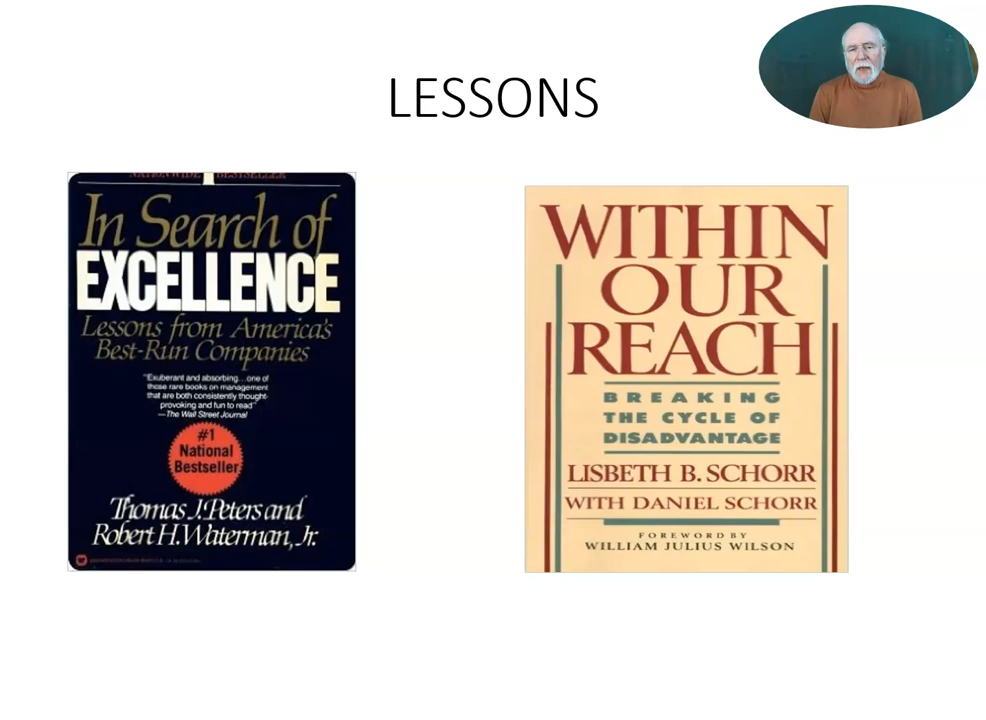 LESSONS
NATIONWIDE BESTSELLER
In Search of
EXCELLENCE
Lessons from America's
Best-Run Companies
"Exuberant and absorbing...one of
those rare books on management
that are both consistently thought-
provoking and fun to read"
—The Wall Street Journal
#1
National
Bestseller
Thomas J. Peters and
Robert H. Waterman, Jr.
WITHIN
OUR
REACH
BREAKING
THE CYCLE OF
DISADVANTAGE
LISBETH B. SCHORR
WITH DANIEL SCHORR
FOREWORD BY
WILLIAM JULIUS WILSON